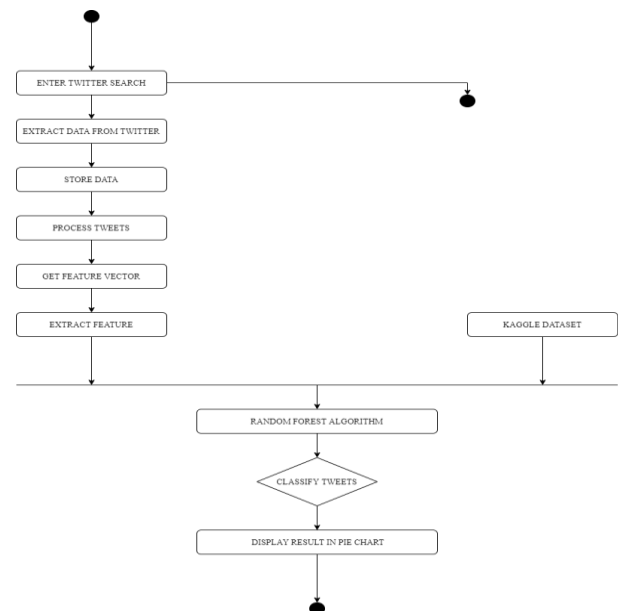 ENTER TWITTER SEARCH
EXTRACT DATA FROM TWITTER
STORE DATA
PROCESS TWEETS
GET FEATURE VECTOR
EXTRACT FEATURE
KAGGLE DATASET
RANDOM FOREST ALGORITHM
CLASSIFY TWEETS
DISPLAY RESULT IN PIE CHART